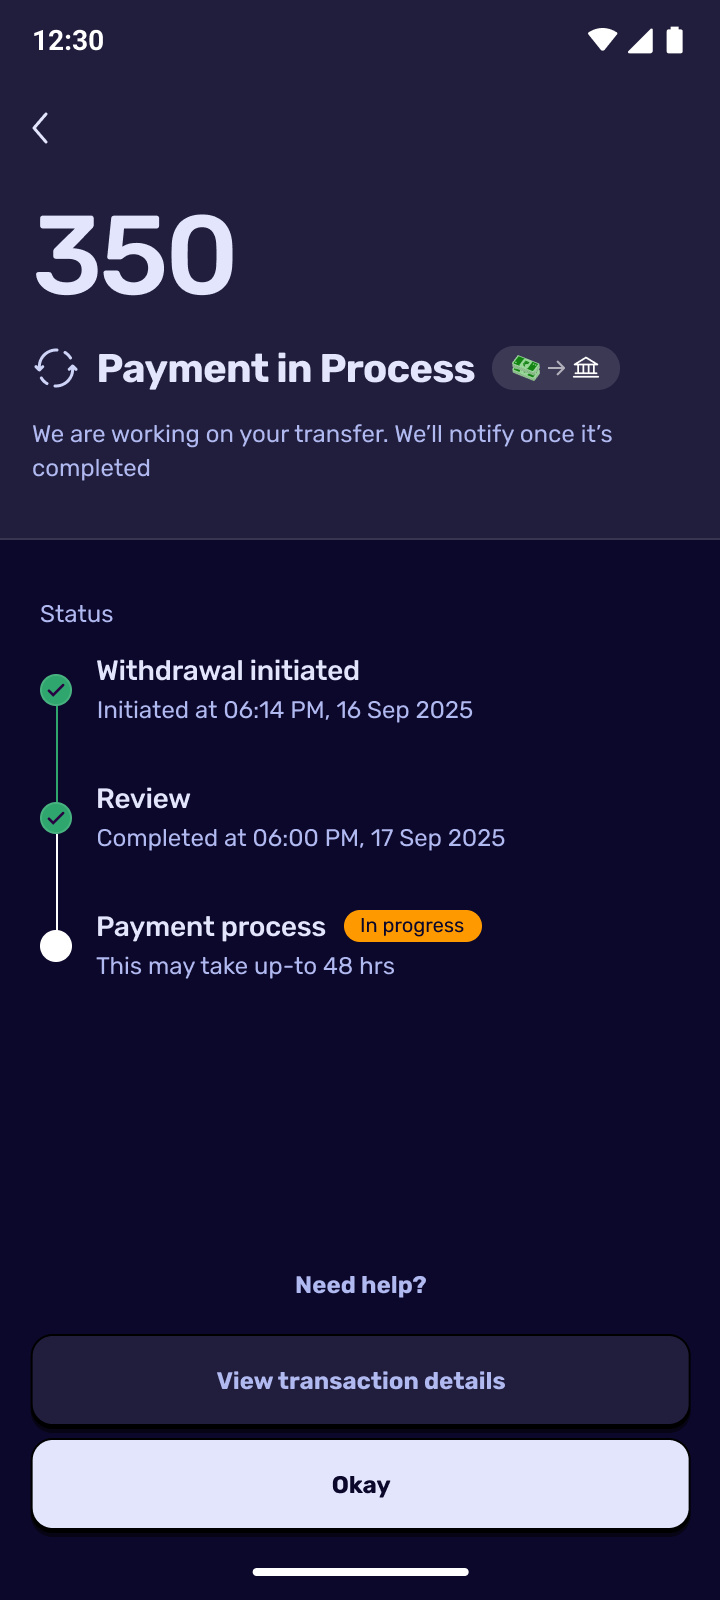 12:30
350
Payment in Process
We are working on your transfer. We’ll notify once it’s
completed
Status
Withdrawal initiated
Initiated at 06:14 PM, 16 Sep 2025
Review
Completed at 06:00 PM, 17 Sep 2025
Payment process In progress
This may take up-to 48 hrs
Need help?
View transaction details
Okay